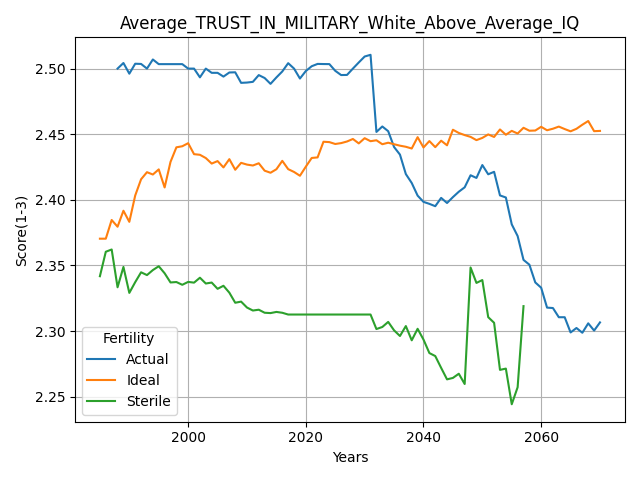 Average_TRUST_IN_MILITARY_White_Above_Average_IQ
2.50
2.45
2.40
2.35
2.30
2.25
Score(1-3)
Fertility
Actual
Ideal
Sterile
2000
2020
2040
2060
Years